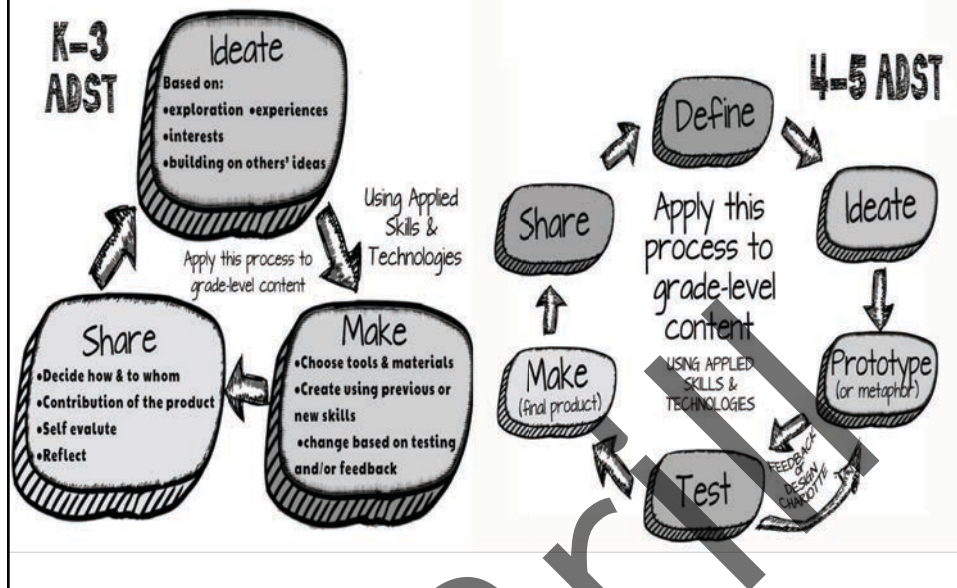 K-3
ADST
Ideate
Based on:
•exploration •experiences
•interests
•building on others' ideas
Using Applied
Skills &
Technologies
Apply this process to
grade-level content
Share
•Decide how & to whom
•Contribution of the product
•Self evalute
•Reflect
Make
•Choose tools & materials
•Create using previous or
new skills
•change based on testing
and/or feedback
4-5 ADST
Define
Ideate
Share
Apply this
process to
grade-level
content
USING APPLIED
SKILLS &
TECHNOLOGIES
Prototype
(or metaphor)
Make
(final product)
Test
FEEDBACK
or
DESIGN
CHARIOTTE